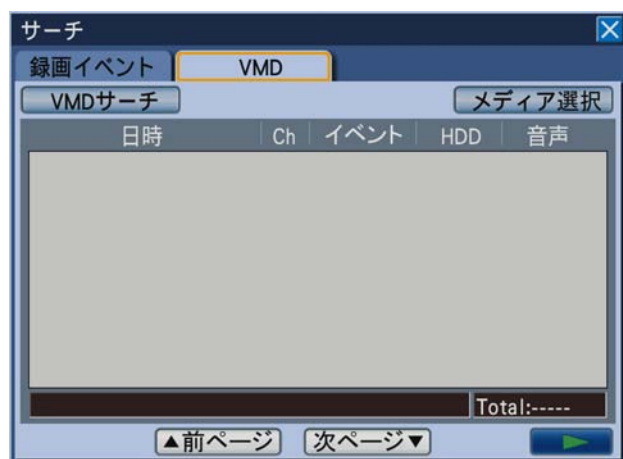 サーチ
録画イベント VMD
VMDサーチ メディア選択
日時 Ch イベント HDD 音声
Total:-----
▲前ページ 次ページ▼